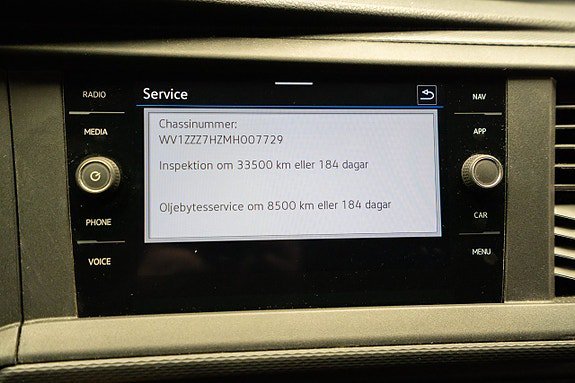 RADIO
MEDIA
PHONE
VOICE
Service
Chassinummer:
WV1ZZZ7HZMH007729
Inspektion om 33500 km eller 184 dagar
Oljebytesservice om 8500 km eller 184 dagar
NAV
APP
CAR
MENU